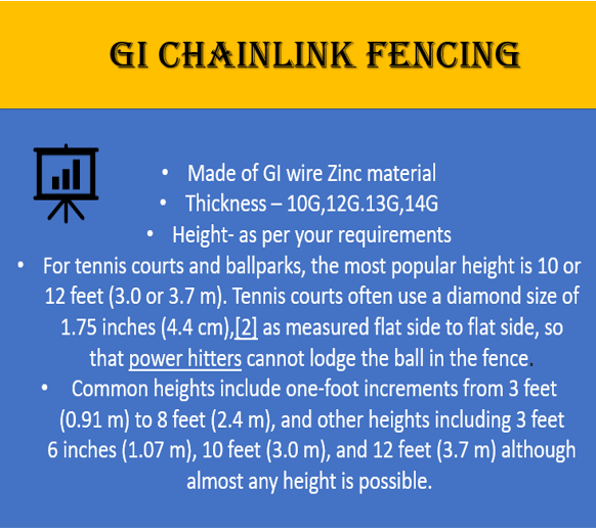 GI CHAINLINK FENCING
• Made of GI wire Zinc material
• Thickness – 10G,12G.13G,14G
• Height- as per your requirements
• For tennis courts and ballparks, the most popular height is 10 or
12 feet (3.0 or 3.7 m). Tennis courts often use a diamond size of
1.75 inches (4.4 cm),[2] as measured flat side to flat side, so
that power hitters cannot lodge the ball in the fence.
• Common heights include one-foot increments from 3 feet
(0.91 m) to 8 feet (2.4 m), and other heights including 3 feet
6 inches (1.07 m), 10 feet (3.0 m), and 12 feet (3.7 m) although
almost any height is possible.